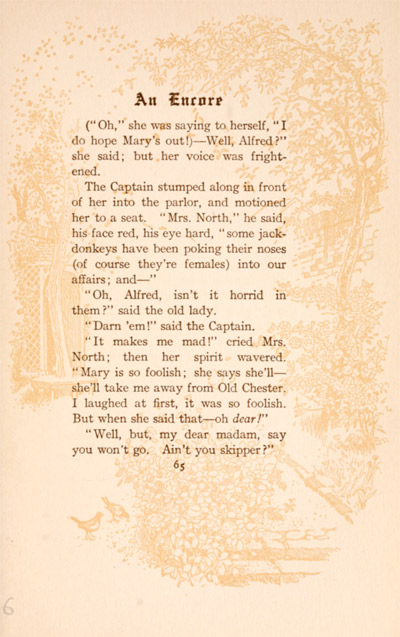 An Encore
("Oh," she was saying to herself, "I
do hope Mary's out!)—Well, Alfred?"
she said; but her voice was fright-
ened.
The Captain stumped along in front
of her into the parlor, and motioned
her to a seat. "Mrs. North," he said,
his face red, his eye hard, "some jack-
donkeys have been poking their noses
(of course they're females) into our
affairs; and—"
"Oh, Alfred, isn't it horrid in
them?" said the old lady.
"Darn 'em!" said the Captain.
"It makes me mad!" cried Mrs.
North; then her spirit wavered.
"Mary is so foolish; she says she'll—
she'll take me away from Old Chester.
I laughed at first, it was so foolish.
But when she said that—oh dear!"
"Well, but, my dear madam, say
you won't go. Ain't you skipper?"
65
6